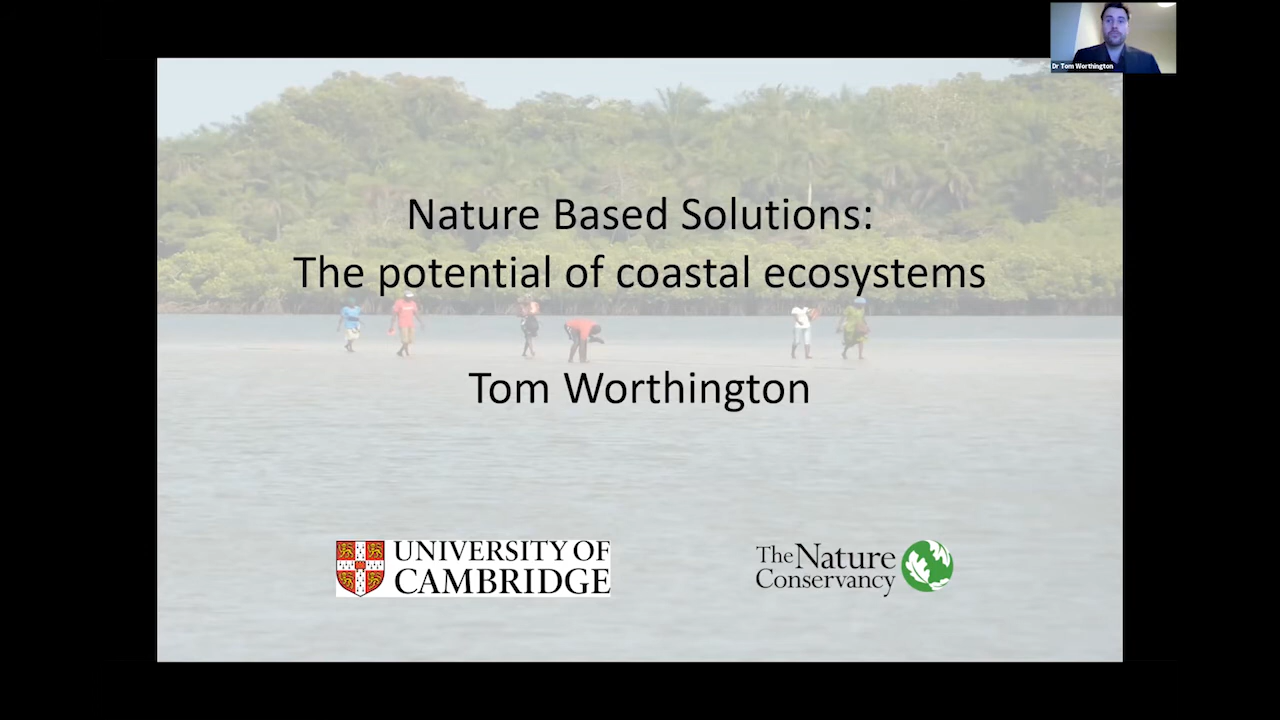 Dr Tom Worthington
Nature Based Solutions:
The potential of coastal ecosystems
Tom Worthington
UNIVERSITY OF
CAMBRIDGE
The Nature
Conservancy